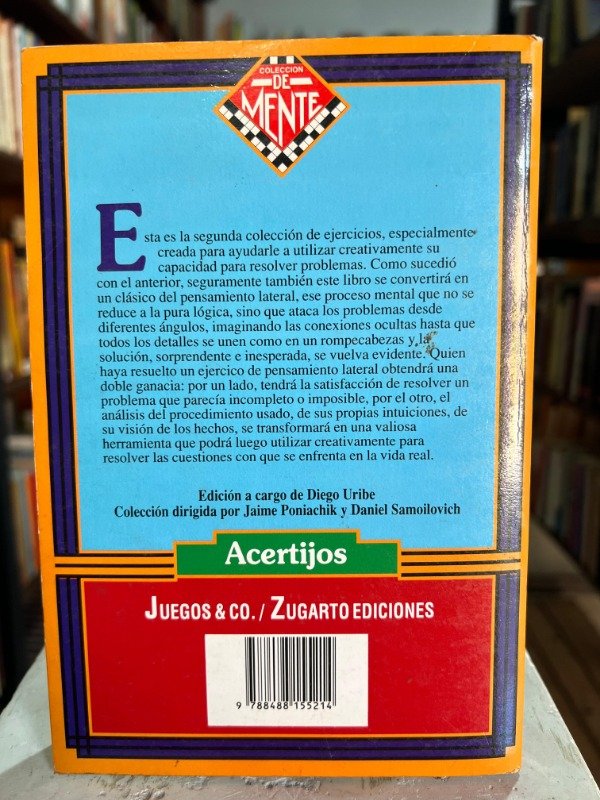 COLECCION
DE
MENTE
Esta es la segunda colección de ejercicios, especialmente
creada para ayudarle a utilizar creativamente su
capacidad para resolver problemas. Como sucedió
con el anterior, seguramente también este libro se convertirá en
un clásico del pensamiento lateral, ese proceso mental que no se
reduce a la pura lógica, sino que ataca los problemas desde
diferentes ángulos, imaginando las conexiones ocultas hasta que
todos los detalles se unen como en un rompecabezas y la
solución, sorprendente e inesperada, se vuelva evidente. Quien
haya resuelto un ejercico de pensamiento lateral obtendrá una
doble ganacia: por un lado, tendrá la satisfacción de resolver un
problema que parecía incompleto o imposible, por el otro, el
análisis del procedimiento usado, de sus propias intuiciones, de
su visión de los hechos, se transformará en una valiosa
herramienta que podrá luego utilizar creativamente para
resolver las cuestiones con que se enfrenta en la vida real.
Edición a cargo de Diego Uribe
Colección dirigida por Jaime Poniachik y Daniel Samoilovich
Acertijos
JUEGOS & CO. / ZUGARTO EDICIONES
9 788488 155214